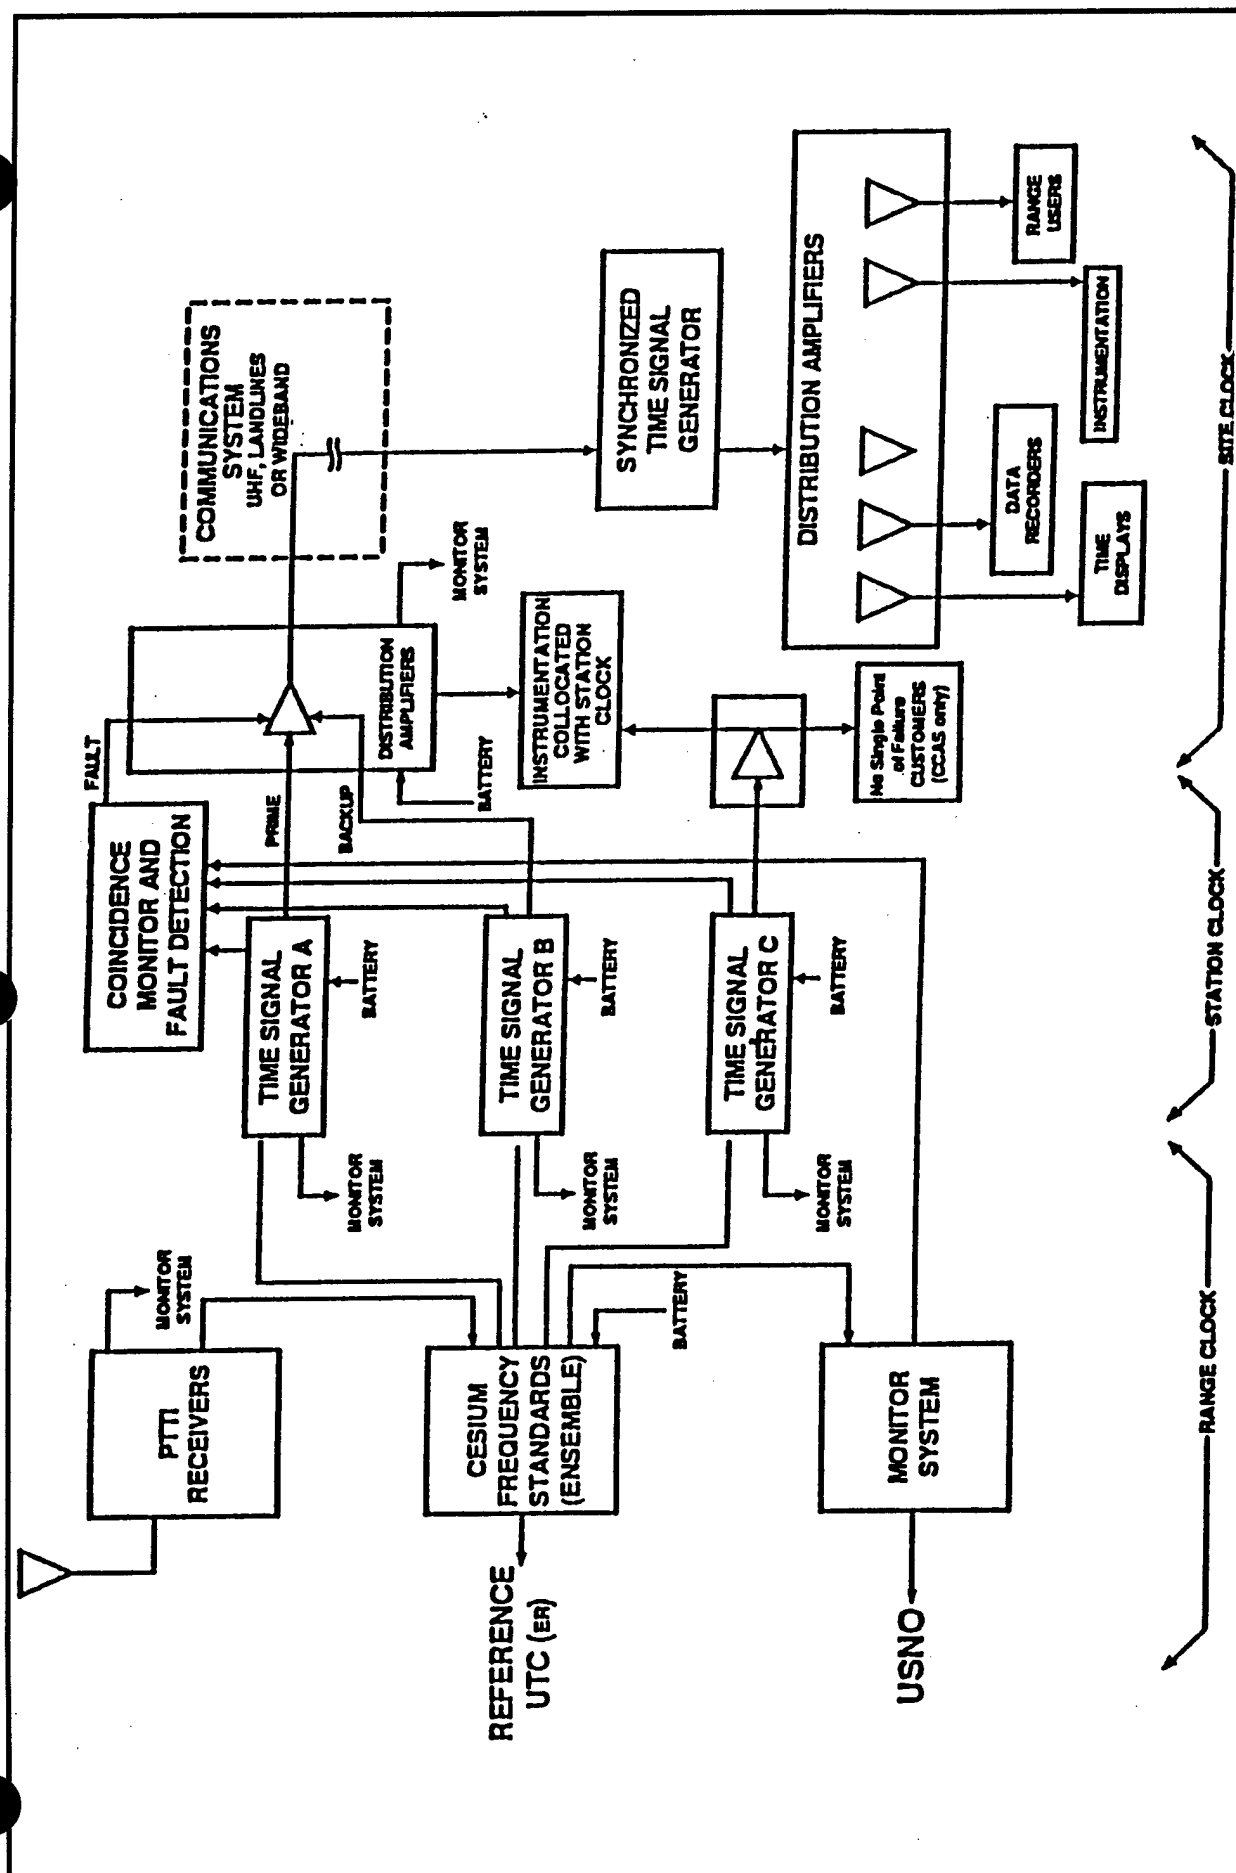 PTTI
RECEIVERS
MONITOR
SYSTEM
CESIUM
FREQUENCY
STANDARDS
(ENSEMBLE)
BATTERY
REFERENCE
UTC (ER)
MONITOR
SYSTEM
USNO
RANGE CLOCK
COINCIDENCE
MONITOR AND
FAULT DETECTION
FAULT
TIME SIGNAL
GENERATOR A
BATTERY
MONITOR
SYSTEM
PRIME
BACKUP
TIME SIGNAL
GENERATOR B
BATTERY
MONITOR
SYSTEM
TIME SIGNAL
GENERATOR C
BATTERY
MONITOR
SYSTEM
STATION CLOCK
DISTRIBUTION
AMPLIFIERS
BATTERY
MONITOR
SYSTEM
INSTRUMENTATION
COLLOCATED
WITH STATION
CLOCK
No Single Point
of Failure
CUSTOMERS
(CCAS only)
COMMUNICATIONS
SYSTEM
UHF, LANDLINES
OR WIDEBAND
SYNCHRONIZED
TIME SIGNAL
GENERATOR
DISTRIBUTION AMPLIFIERS
TIME
DISPLAYS
DATA
RECORDERS
INSTRUMENTATION
RANGE
USERS
SITE CLOCK